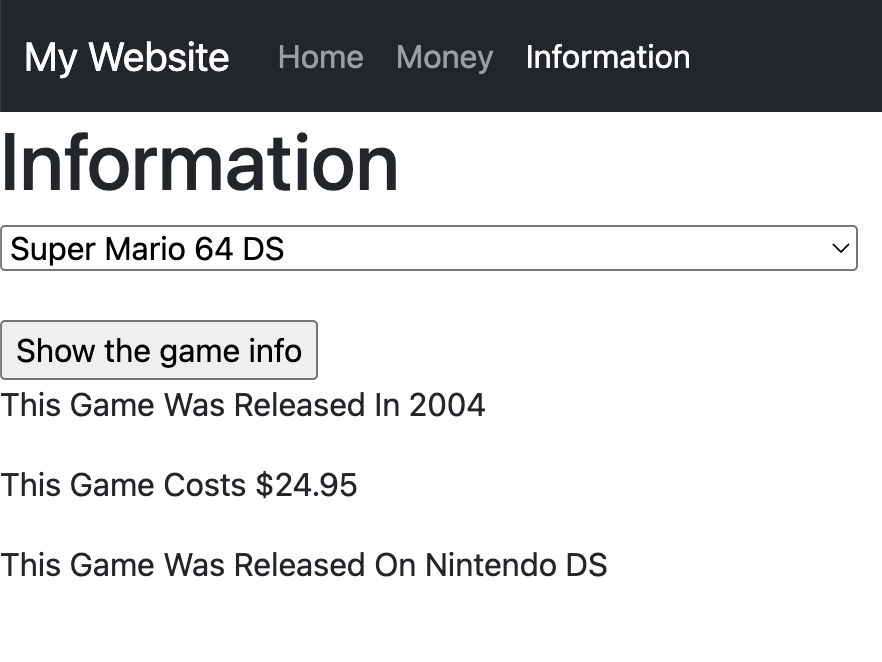 My Website Home Money Information
Information
Super Mario 64 DS
Show the game info
This Game Was Released In 2004
This Game Costs $24.95
This Game Was Released On Nintendo DS